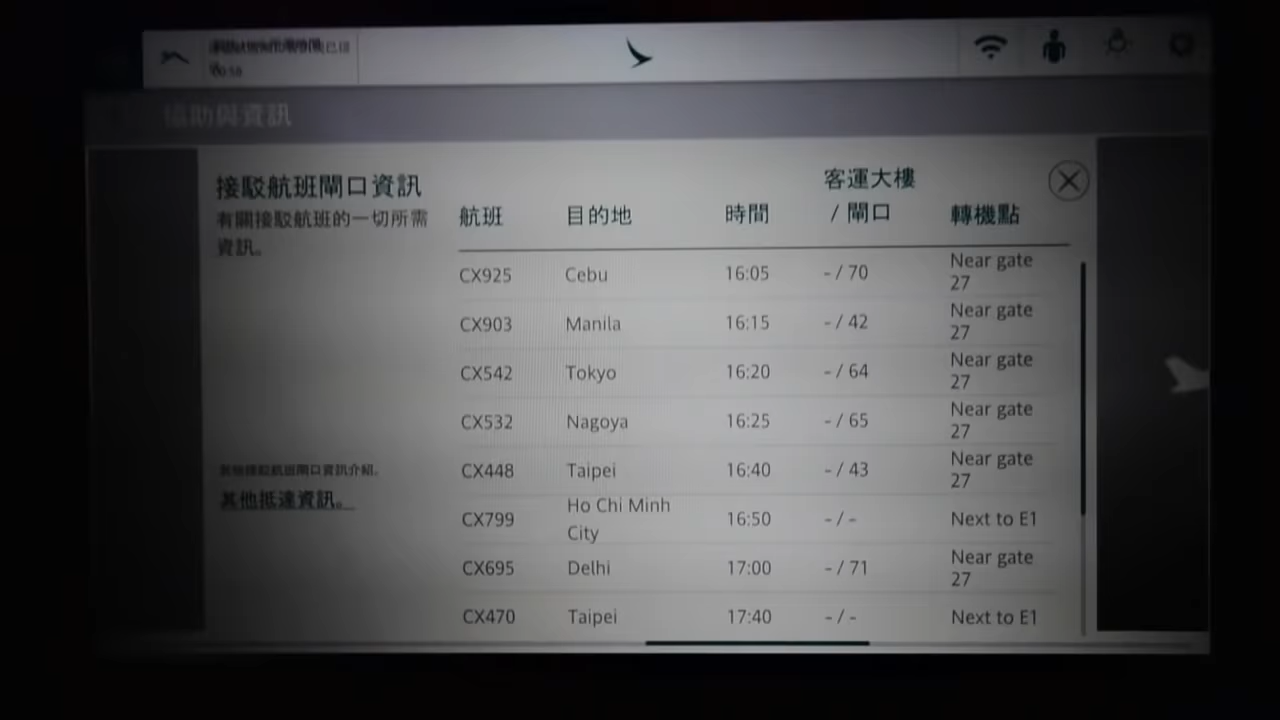 協助與資訊
接駁航班閘口資訊
有關接駁航班的一切所需
資訊。
航班 目的地 時間 客運大樓
/ 閘口 轉機點
CX925 Cebu 16:05 - / 70 Near gate
27
CX903 Manila 16:15 - / 42 Near gate
27
CX542 Tokyo 16:20 - / 64 Near gate
27
CX532 Nagoya 16:25 - / 65 Near gate
27
CX448 Taipei 16:40 - / 43 Near gate
27
CX799 Ho Chi Minh
City 16:50 - / - Next to E1
CX695 Delhi 17:00 - / 71 Near gate
27
CX470 Taipei 17:40 - / - Next to E1
其他抵達資訊。